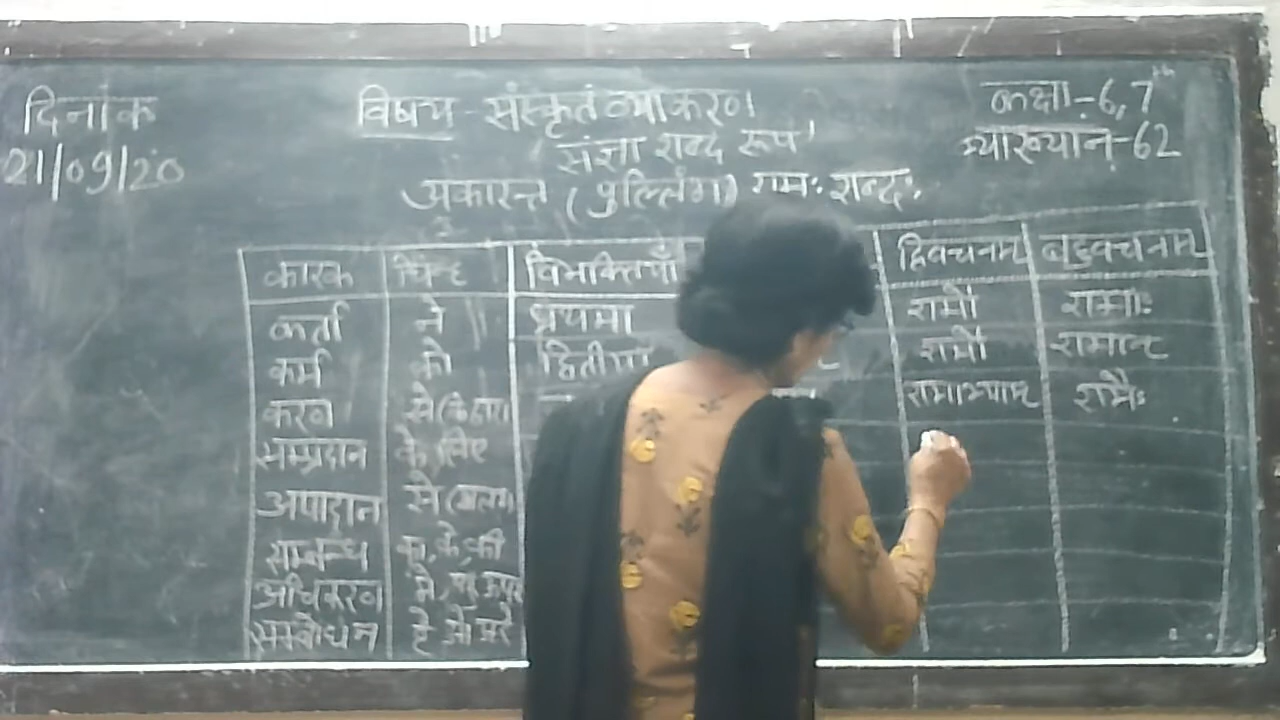 दिनांक
21/09/20
विषय - संस्कृत व्याकरण
संज्ञा शब्द रूप
अकारान्त (पुल्लिंग) रामः शब्दः
कक्षा - 6, 7th
व्याख्यान - 62
कारक चिन्ह विभक्तियाँ द्विवचनम् बहुवचनम्
कर्ता ने प्रथमा रामौ रामाः
कर्म को द्वितीया रामौ रामान्
करण से (के द्वारा रामाभ्याम् रामैः
सम्प्रदान के लिए
अपादान से (अलग
सम्बन्ध का, के, की
अधिकरण मे, पर, ऊपर
सम्बोधन हे ओ अरे